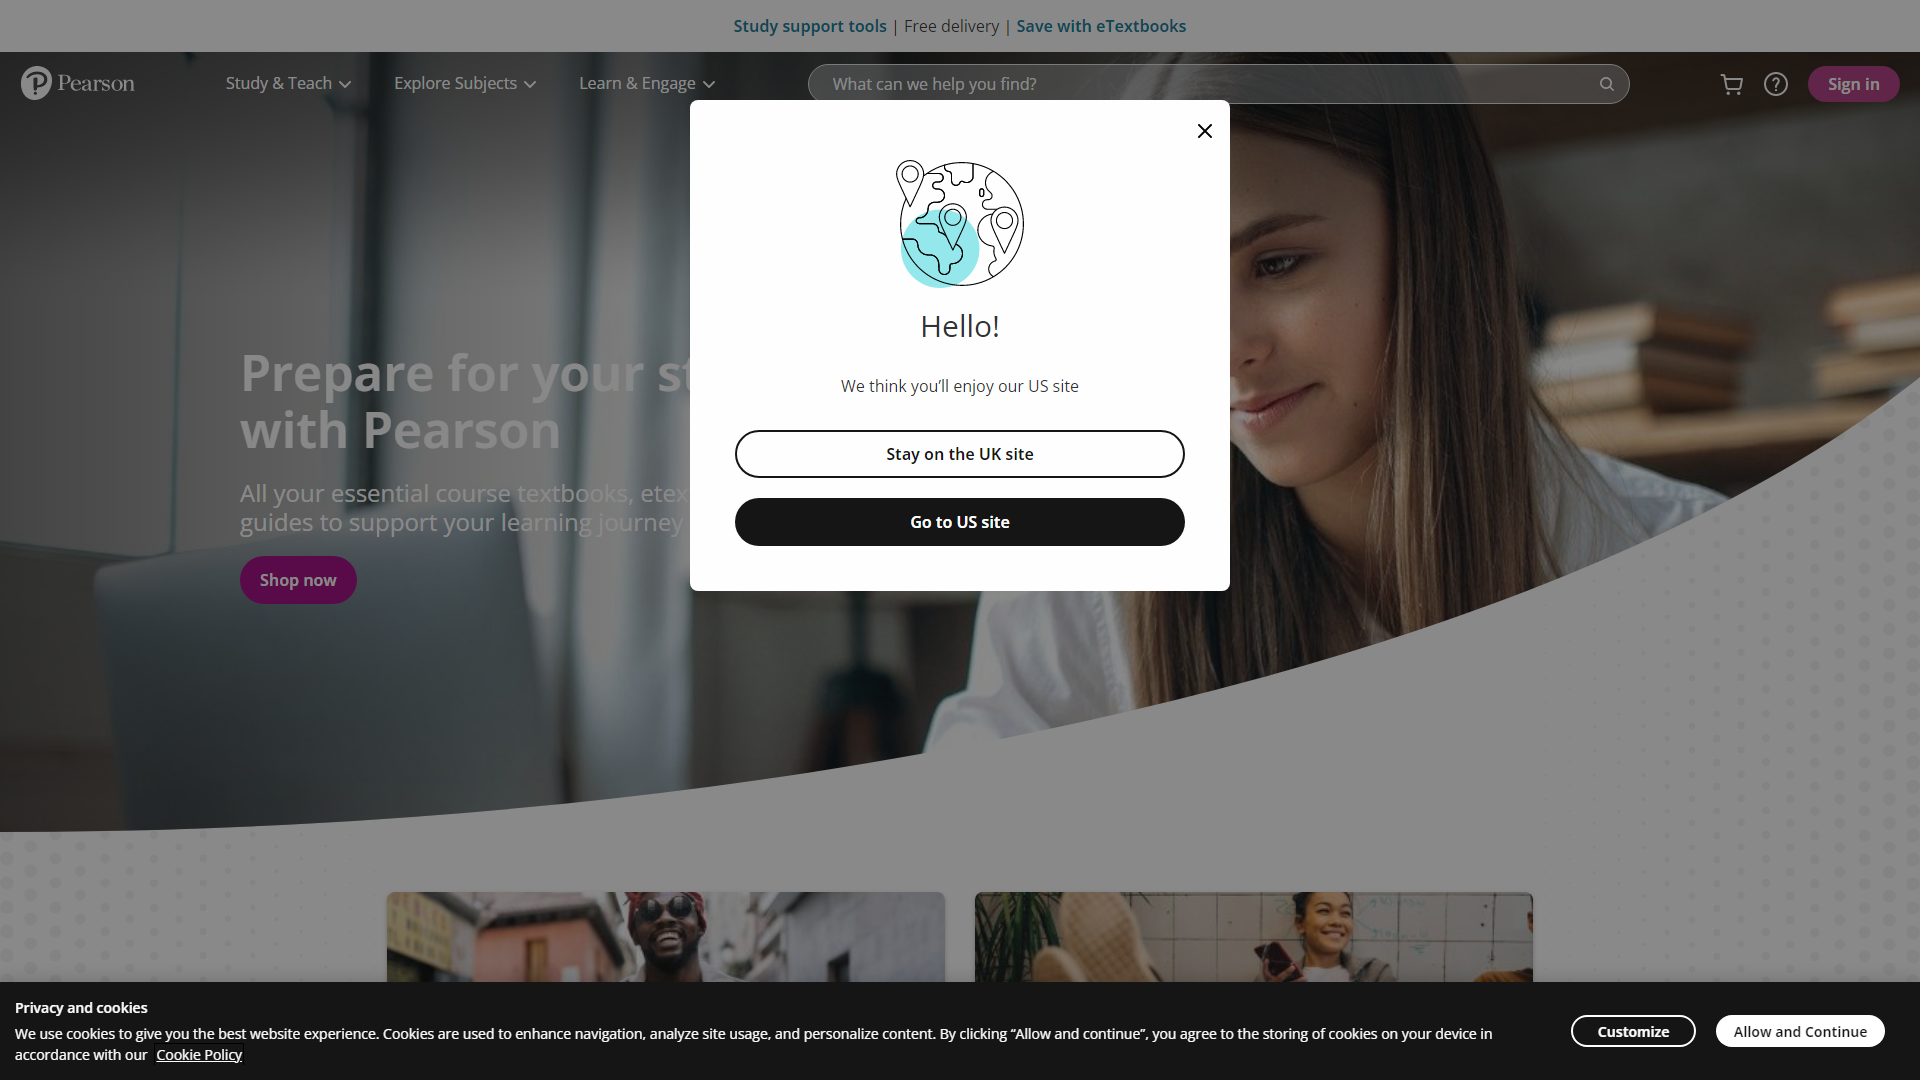 Study support tools | Free delivery | Save with eTextbooks
Pearson
Study & Teach
Explore Subjects
Learn & Engage
What can we help you find?
Sign in
Hello!
We think you’ll enjoy our US site
Stay on the UK site
Go to US site
Prepare for your
with Pearson
All your essential course textbooks,
guides to support your learning journey
Shop now
Privacy and cookies
We use cookies to give you the best website experience. Cookies are used to enhance navigation, analyze site usage, and personalize content. By clicking “Allow and continue”, you agree to the storing of cookies on your device in
accordance with our Cookie Policy
Customize
Allow and Continue